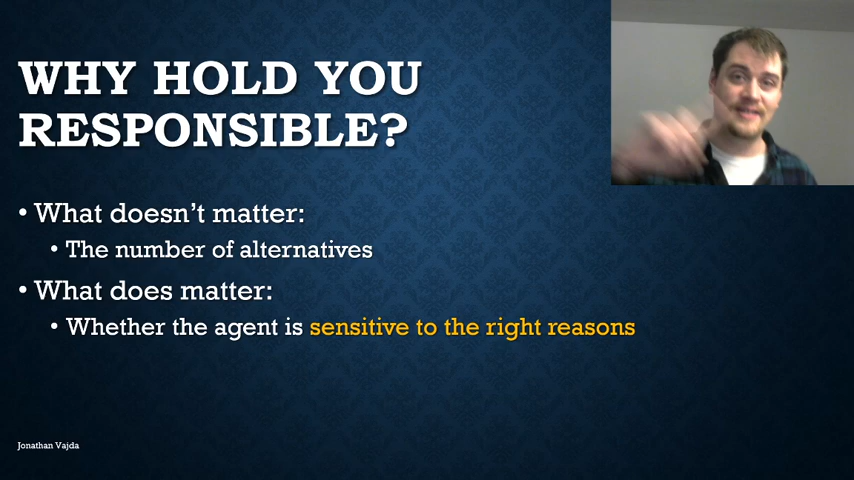 WHY HOLD YOU
RESPONSIBLE?
• What doesn't matter:
• The number of alternatives
• What does matter:
• Whether the agent is sensitive to the right reasons
Jonathan Vajda